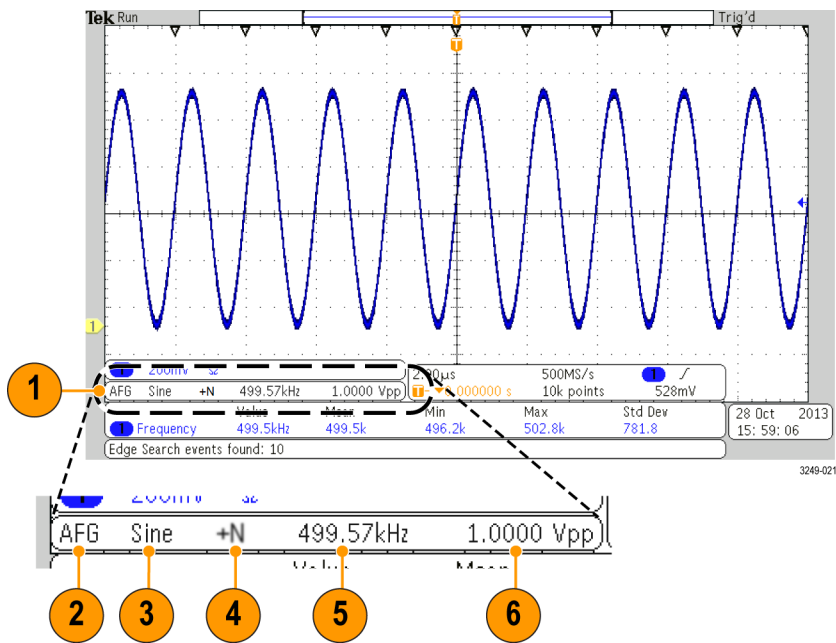 Tek Run Trig'd
T
T
1
1 200mV Ω 2.00µs 500MS/s 1
AFG Sine +N 499.57kHz 1.0000 Vpp T 0.000000 s 10k points 528mV
Value Mean Min Max Std Dev
1 Frequency 499.5kHz 499.5k 496.2k 502.8k 781.8
28 Oct 2013
15:59:06
Edge Search events found: 10
3249-021
1
AFG Sine +N 499.57kHz 1.0000 Vpp
2 3 4 5 6